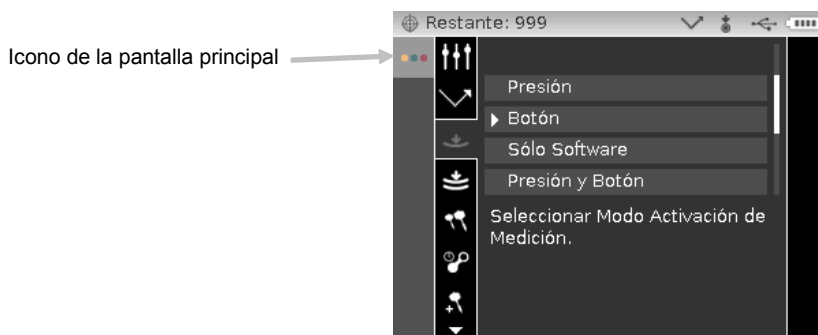 Restante: 999
Icono de la pantalla principal
Presión
Botón
Sólo Software
Presión y Botón
Seleccionar Modo Activación de
Medición.